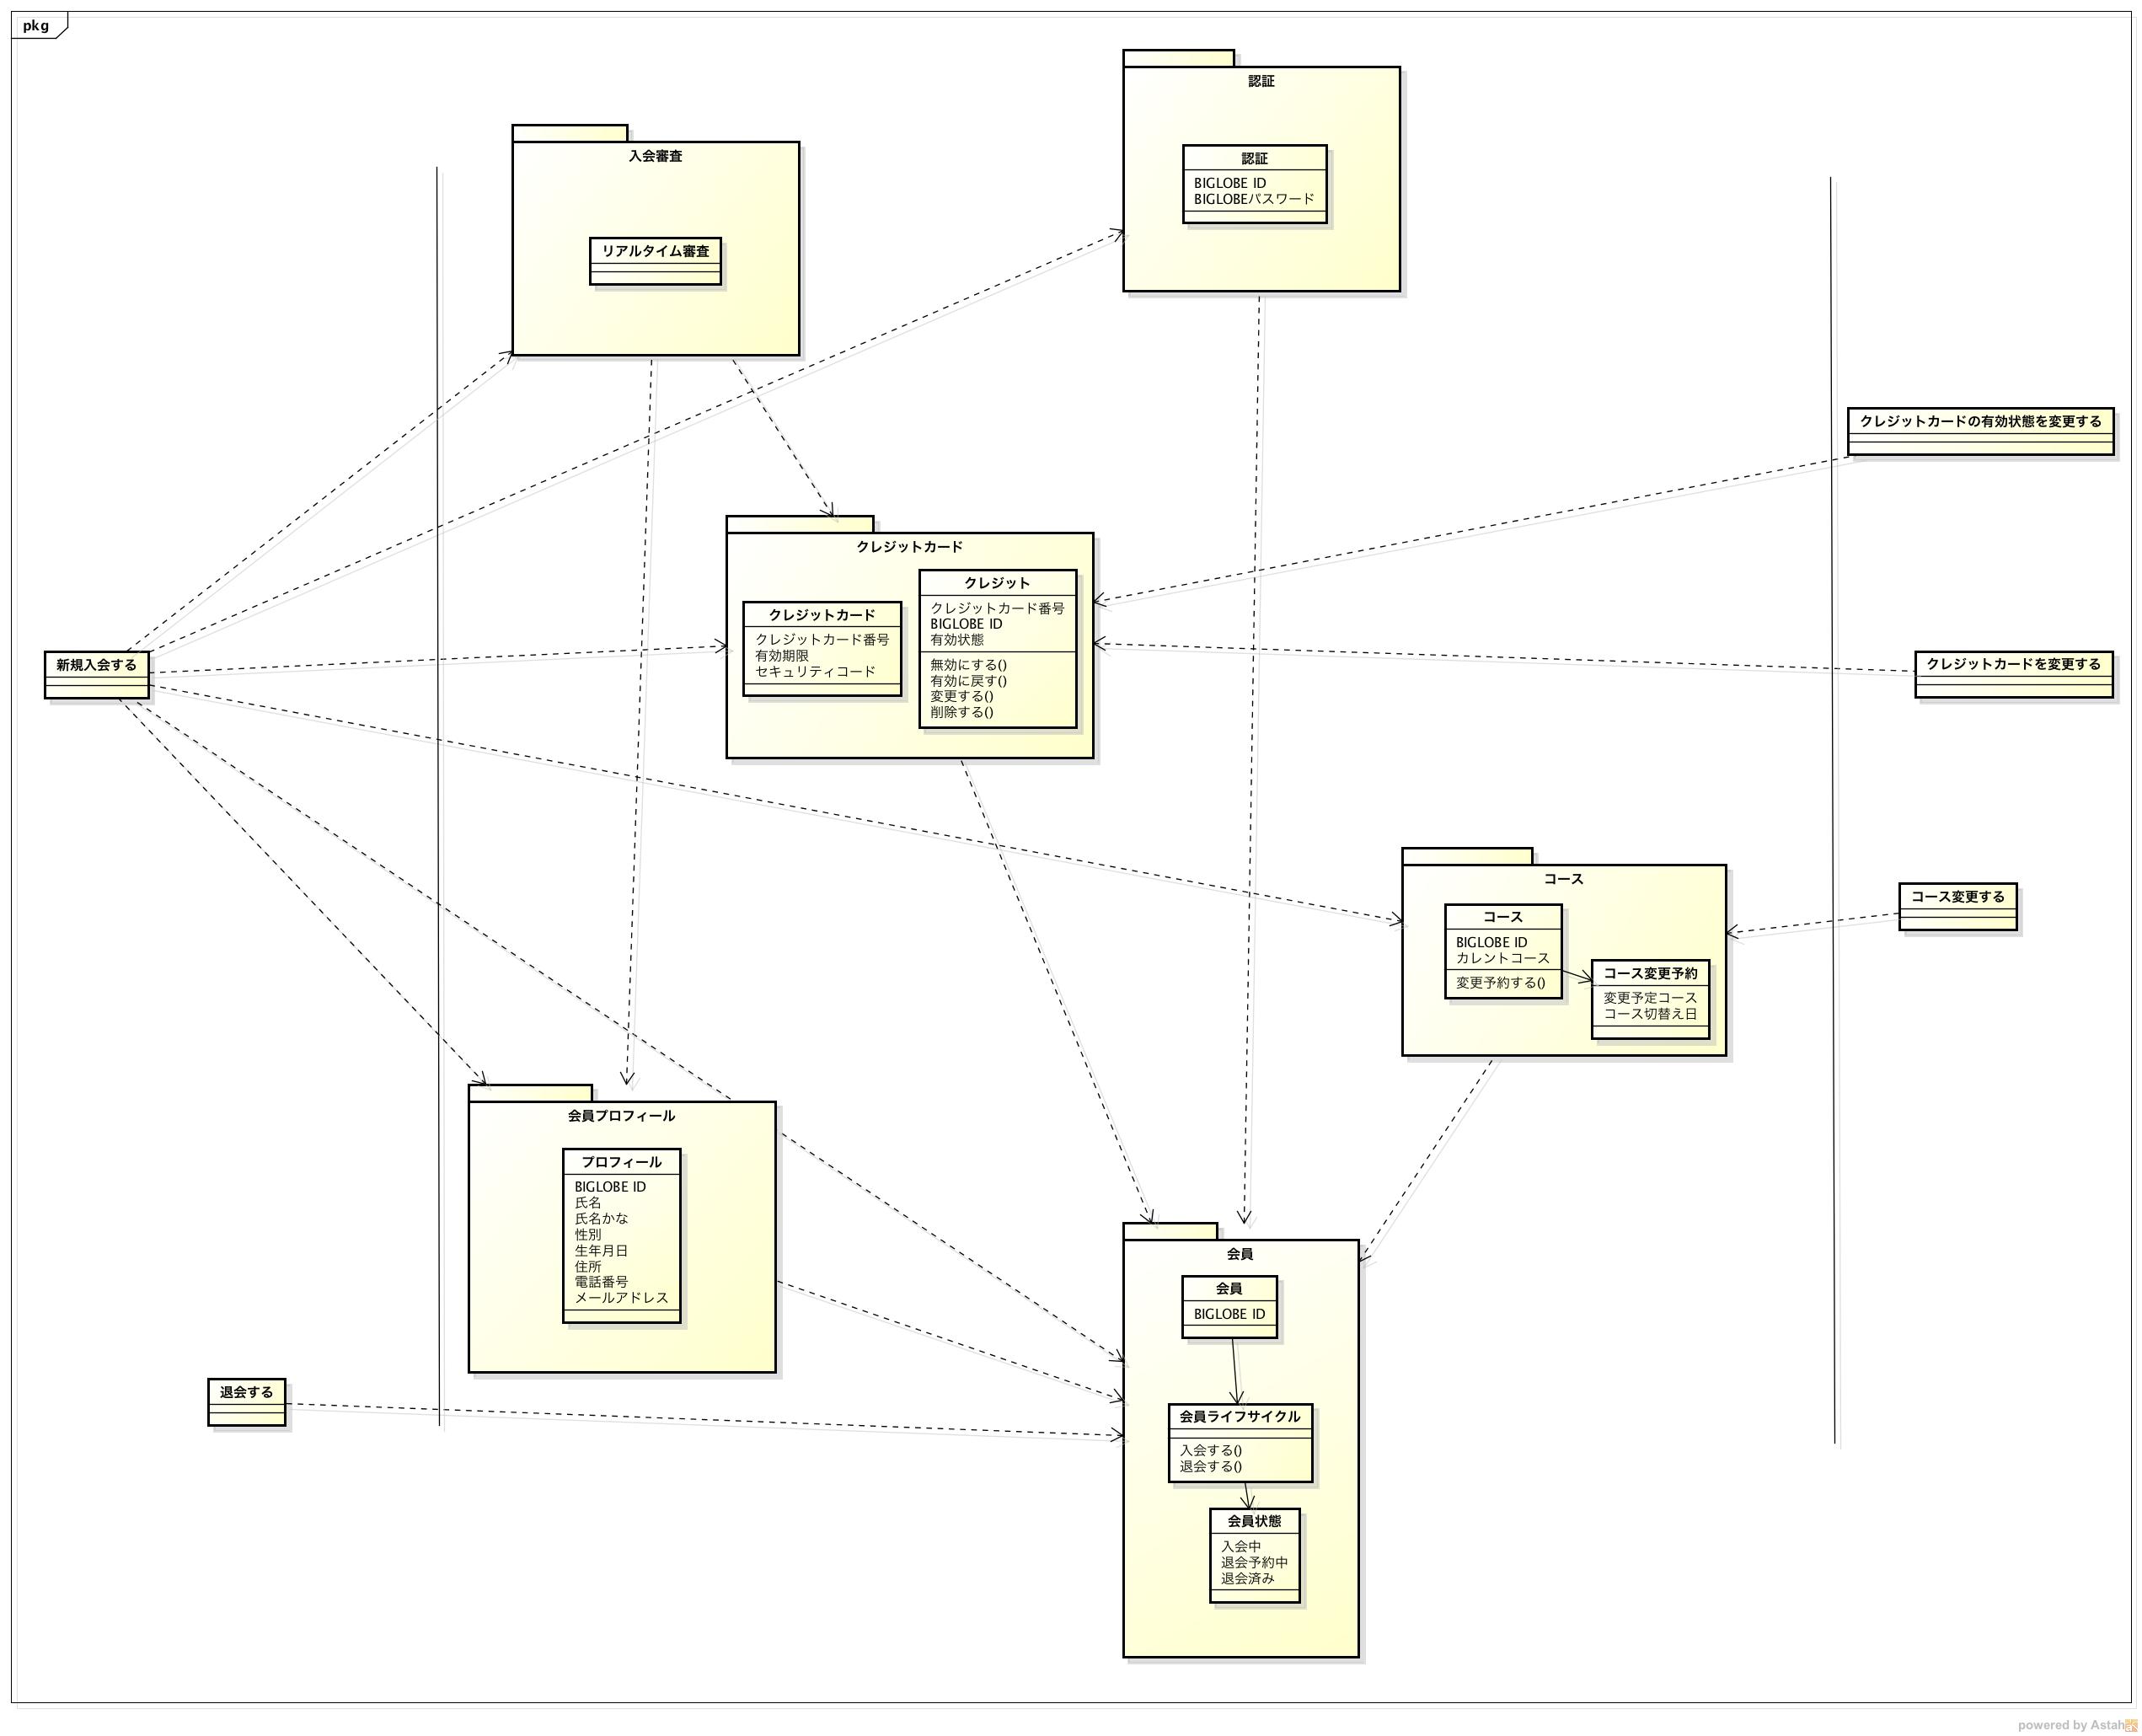 pkg
認証
認証
BIGLOBE ID
BIGLOBEパスワード
入会審査
リアルタイム審査
クレジットカードの有効状態を変更する
クレジットカード
クレジットカード
クレジットカード番号
有効期限
セキュリティコード
クレジット
クレジットカード番号
BIGLOBE ID
有効状態
無効にする()
有効に戻す()
変更する()
削除する()
新規入会する
クレジットカードを変更する
コース
コース
BIGLOBE ID
カレントコース
変更予約する()
コース変更予約
変更予定コース
コース切替え日
コース変更する
会員プロフィール
プロフィール
BIGLOBE ID
氏名
氏名かな
性別
生年月日
住所
電話番号
メールアドレス
会員
会員
BIGLOBE ID
会員ライフサイクル
入会する()
退会する()
会員状態
入会中
退会予約中
退会済み
退会する
powered by Astah